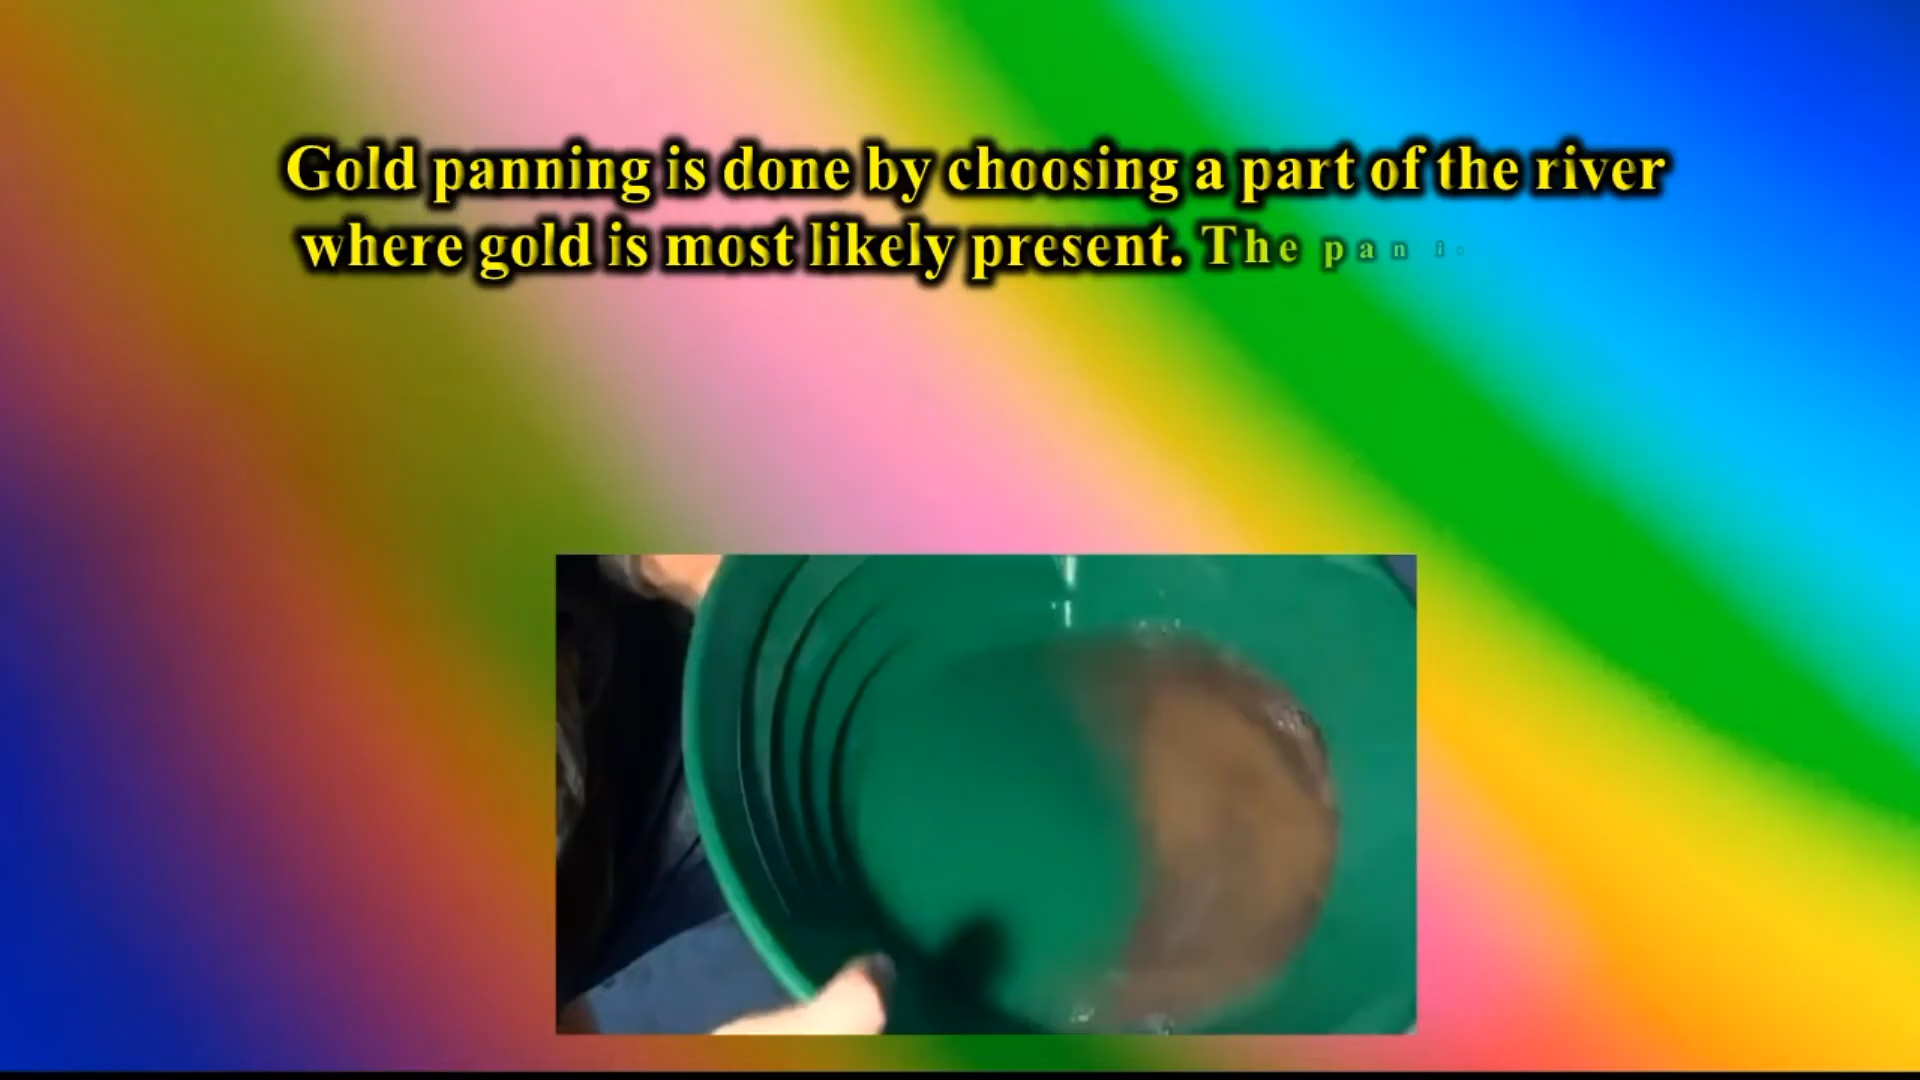 Gold panning is done by choosing a part of the river
where gold is most likely present. The pan